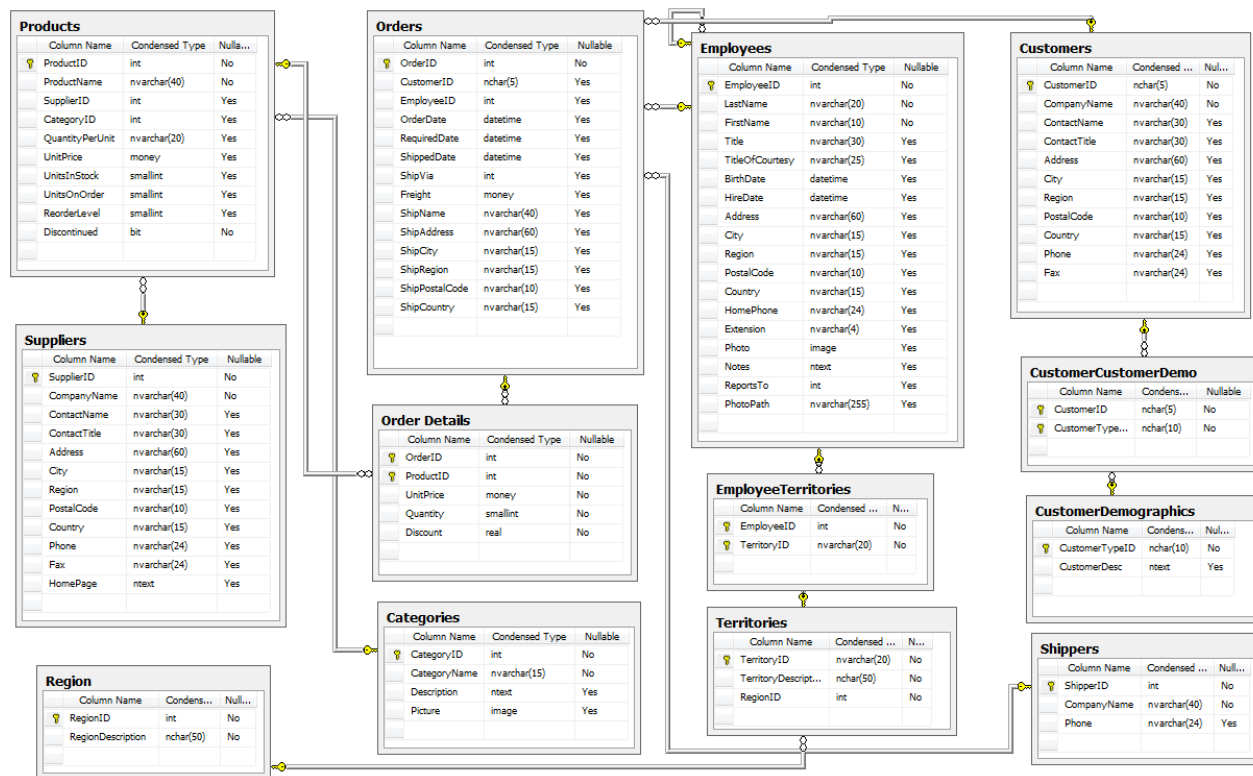 Products
Column Name Condensed Type Nulla...
ProductID int No
ProductName nvarchar(40) No
SupplierID int Yes
CategoryID int Yes
QuantityPerUnit nvarchar(20) Yes
UnitPrice money Yes
UnitsInStock smallint Yes
UnitsOnOrder smallint Yes
ReorderLevel smallint Yes
Discontinued bit No
Suppliers
Column Name Condensed Type Nullable
SupplierID int No
CompanyName nvarchar(40) No
ContactName nvarchar(30) Yes
ContactTitle nvarchar(30) Yes
Address nvarchar(60) Yes
City nvarchar(15) Yes
Region nvarchar(15) Yes
PostalCode nvarchar(10) Yes
Country nvarchar(15) Yes
Phone nvarchar(24) Yes
Fax nvarchar(24) Yes
HomePage ntext Yes
Region
Column Name Condens... Null...
RegionID int No
RegionDescription nchar(50) No
Orders
Column Name Condensed Type Nullable
OrderID int No
CustomerID nchar(5) Yes
EmployeeID int Yes
OrderDate datetime Yes
RequiredDate datetime Yes
ShippedDate datetime Yes
ShipVia int Yes
Freight money Yes
ShipName nvarchar(40) Yes
ShipAddress nvarchar(60) Yes
ShipCity nvarchar(15) Yes
ShipRegion nvarchar(15) Yes
ShipPostalCode nvarchar(10) Yes
ShipCountry nvarchar(15) Yes
Order Details
Column Name Condensed Type Nullable
OrderID int No
ProductID int No
UnitPrice money No
Quantity smallint No
Discount real No
Categories
Column Name Condensed Type Nullable
CategoryID int No
CategoryName nvarchar(15) No
Description ntext Yes
Picture image Yes
Employees
Column Name Condensed Type Nullable
EmployeeID int No
LastName nvarchar(20) No
FirstName nvarchar(10) No
Title nvarchar(30) Yes
TitleOfCourtesy nvarchar(25) Yes
BirthDate datetime Yes
HireDate datetime Yes
Address nvarchar(60) Yes
City nvarchar(15) Yes
Region nvarchar(15) Yes
PostalCode nvarchar(10) Yes
Country nvarchar(15) Yes
HomePhone nvarchar(24) Yes
Extension nvarchar(4) Yes
Photo image Yes
Notes ntext Yes
ReportsTo int Yes
PhotoPath nvarchar(255) Yes
EmployeeTerritories
Column Name Condensed ... N...
EmployeeID int No
TerritoryID nvarchar(20) No
Territories
Column Name Condensed ... N...
TerritoryID nvarchar(20) No
TerritoryDescript... nchar(50) No
RegionID int No
Customers
Column Name Condensed ... Nul...
CustomerID nchar(5) No
CompanyName nvarchar(40) No
ContactName nvarchar(30) Yes
ContactTitle nvarchar(30) Yes
Address nvarchar(60) Yes
City nvarchar(15) Yes
Region nvarchar(15) Yes
PostalCode nvarchar(10) Yes
Country nvarchar(15) Yes
Phone nvarchar(24) Yes
Fax nvarchar(24) Yes
CustomerCustomerDemo
Column Name Condens... Nullable
CustomerID nchar(5) No
CustomerType... nchar(10) No
CustomerDemographics
Column Name Condens... Nul...
CustomerTypeID nchar(10) No
CustomerDesc ntext Yes
Shippers
Column Name Condensed ... Null...
ShipperID int No
CompanyName nvarchar(40) No
Phone nvarchar(24) Yes